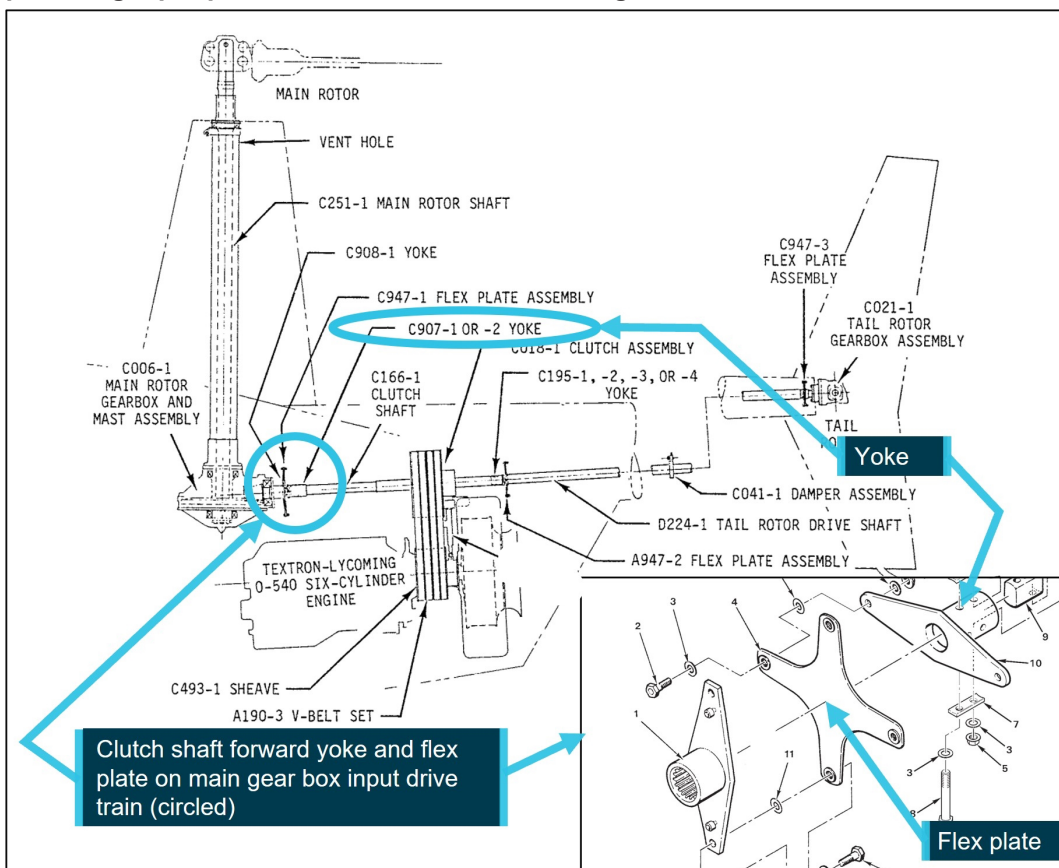 MAIN ROTOR
VENT HOLE
C251-1 MAIN ROTOR SHAFT
C908-1 YOKE
C947-1 FLEX PLATE ASSEMBLY
C907-1 OR -2 YOKE
C018-1 CLUTCH ASSEMBLY
C195-1, -2, -3, OR -4
YOKE
C947-3
FLEX PLATE
ASSEMBLY
C021-1
TAIL ROTOR
GEARBOX ASSEMBLY
C006-1
MAIN ROTOR
GEARBOX AND
MAST ASSEMBLY
C166-1
CLUTCH
SHAFT
TAIL
Yoke
C041-1 DAMPER ASSEMBLY
D224-1 TAIL ROTOR DRIVE SHAFT
A947-2 FLEX PLATE ASSEMBLY
TEXTRON-LYCOMING
O-540 SIX-CYLINDER
ENGINE
C493-1 SHEAVE
A190-3 V-BELT SET
Clutch shaft forward yoke and flex
plate on main gear box input drive
train (circled)
3
4
2
3
1
9
10
7
3
5
3
8
11
Flex plate